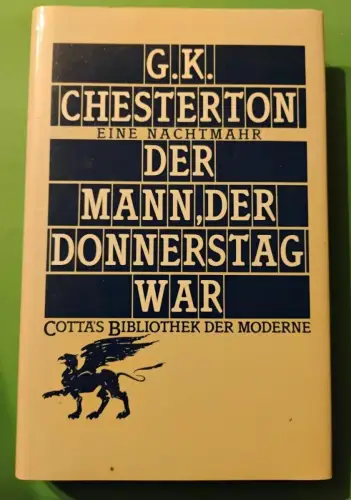 G.K.
CHESTERTON
EINE NACHTMAHR
DER
MANN, DER
DONNERSTAG
WAR
COTTA'S BIBLIOTHEK DER MODERNE